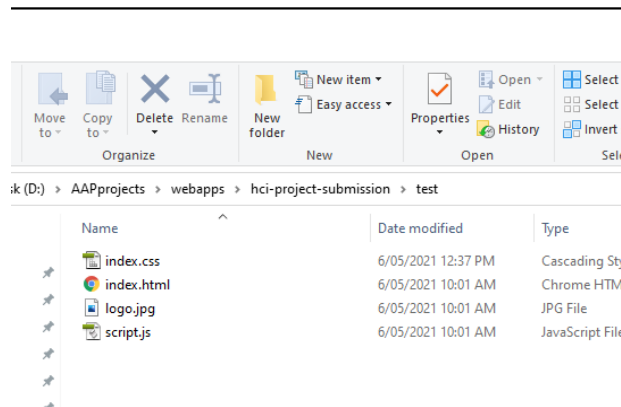 New item
Open
Select
Easy access
Edit
Select
Move to
Copy to
Delete
Rename
New folder
Properties
History
Invert
Organize
New
Open
Sel
sk (D:) > AAPprojects > webapps > hci-project-submission > test
Name Date modified Type
index.css 6/05/2021 12:37 PM Cascading Sty
index.html 6/05/2021 10:01 AM Chrome HTM
logo.jpg 6/05/2021 10:01 AM JPG File
script.js 6/05/2021 10:01 AM JavaScript File